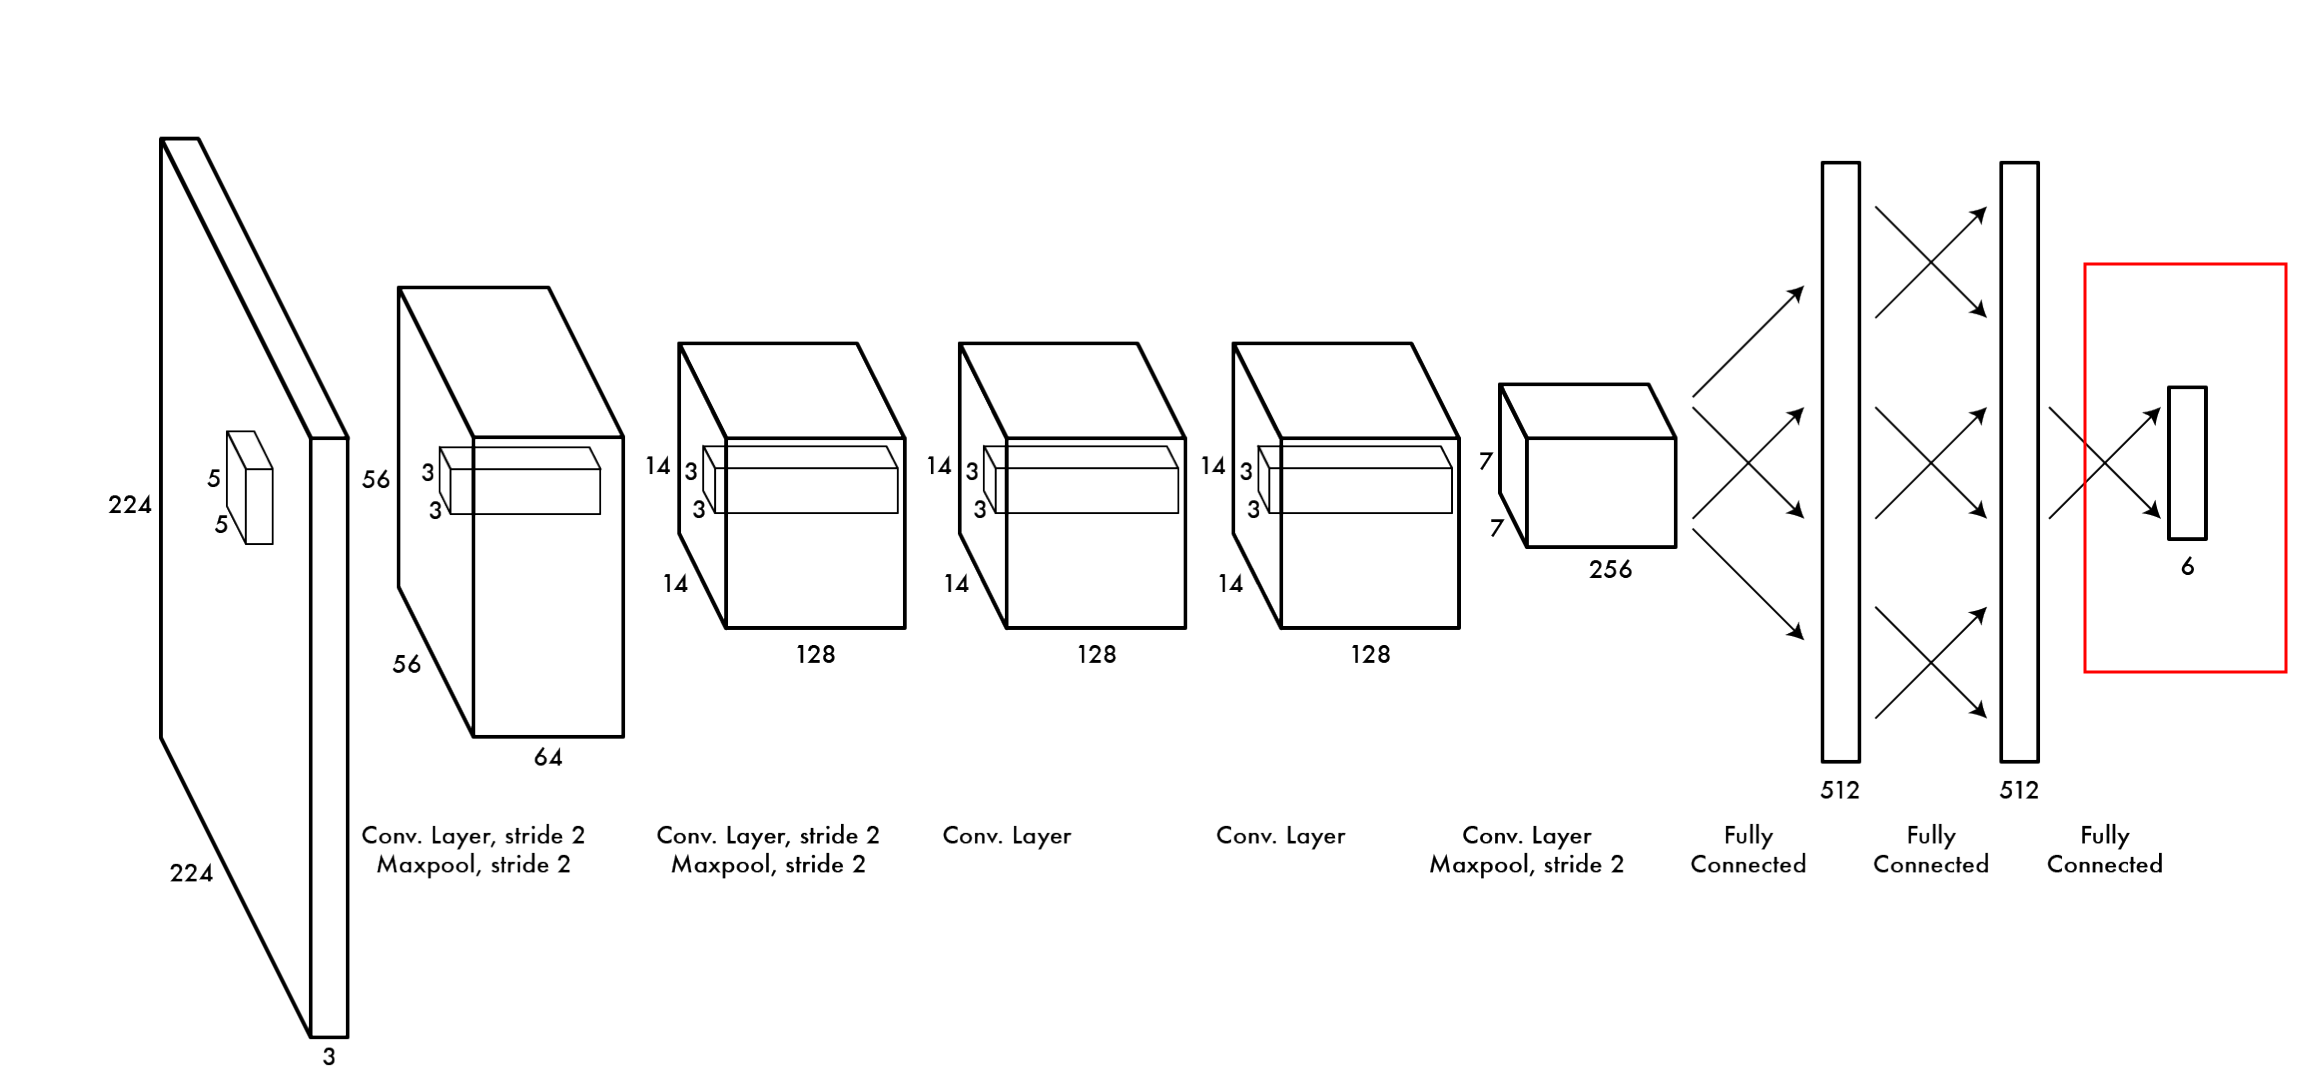 224
224
3
5
5
56
56
64
3
3
14
14
128
3
3
14
14
128
3
3
14
14
128
3
3
7
7
256
512
512
6
Conv. Layer, stride 2
Maxpool, stride 2
Conv. Layer, stride 2
Maxpool, stride 2
Conv. Layer
Conv. Layer
Conv. Layer
Maxpool, stride 2
Fully
Connected
Fully
Connected
Fully
Connected